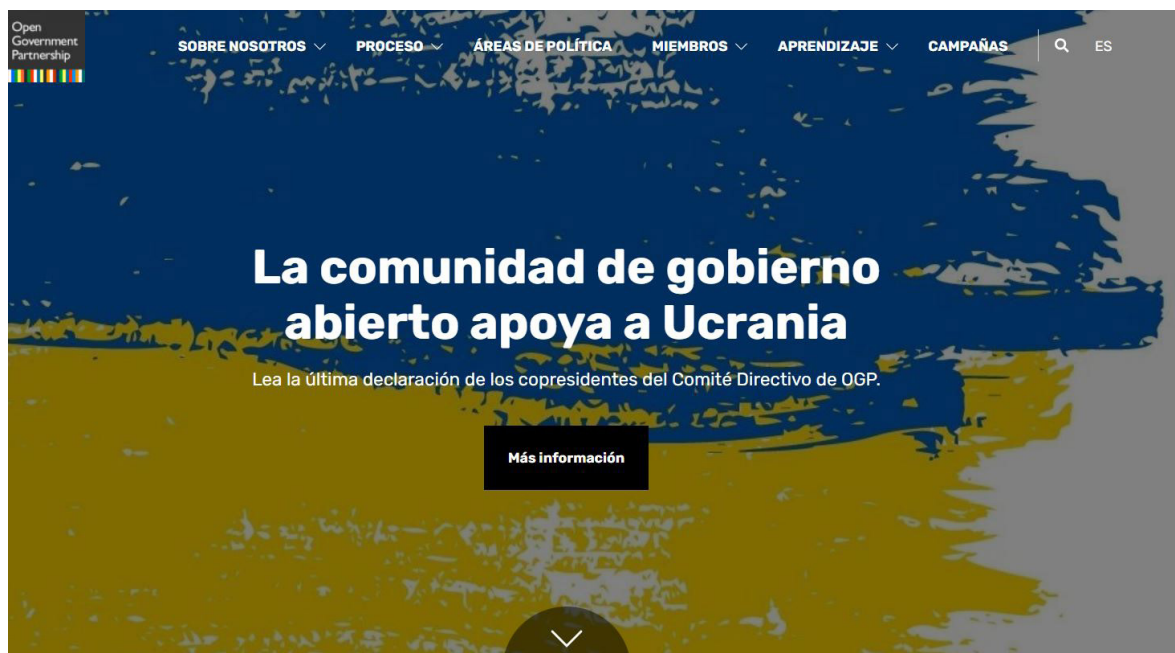 Open
Government
Partnership
SOBRE NOSOTROS PROCESO ÁREAS DE POLÍTICA MIEMBROS APRENDIZAJE CAMPAÑAS ES
La comunidad de gobierno
abierto apoya a Ucrania
Lea la última declaración de los copresidentes del Comité Directivo de OGP.
Más información